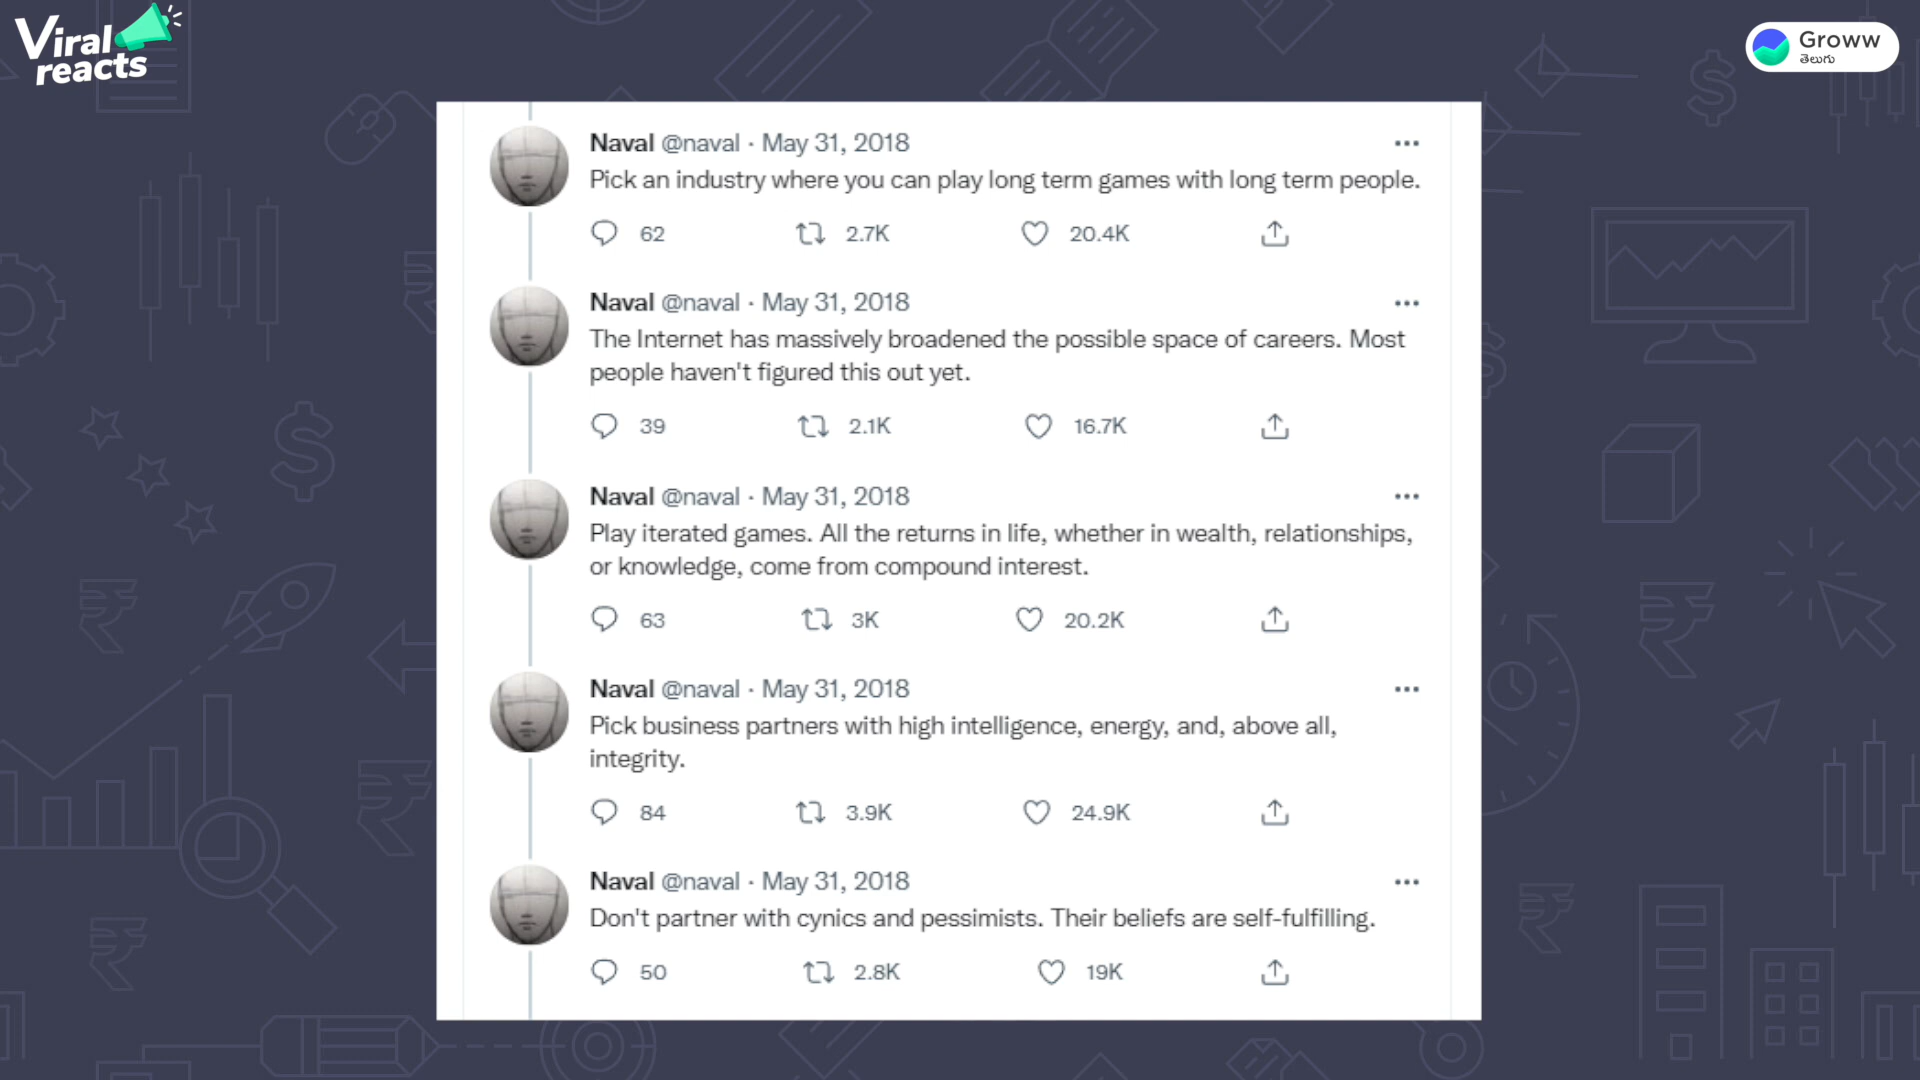 Viral
reacts
Groww
తెలుగు
Naval @naval · May 31, 2018
Pick an industry where you can play long term games with long term people.
62 2.7K 20.4K
Naval @naval · May 31, 2018
The Internet has massively broadened the possible space of careers. Most
people haven't figured this out yet.
39 2.1K 16.7K
Naval @naval · May 31, 2018
Play iterated games. All the returns in life, whether in wealth, relationships,
or knowledge, come from compound interest.
63 3K 20.2K
Naval @naval · May 31, 2018
Pick business partners with high intelligence, energy, and, above all,
integrity.
84 3.9K 24.9K
Naval @naval · May 31, 2018
Don't partner with cynics and pessimists. Their beliefs are self-fulfilling.
50 2.8K 19K